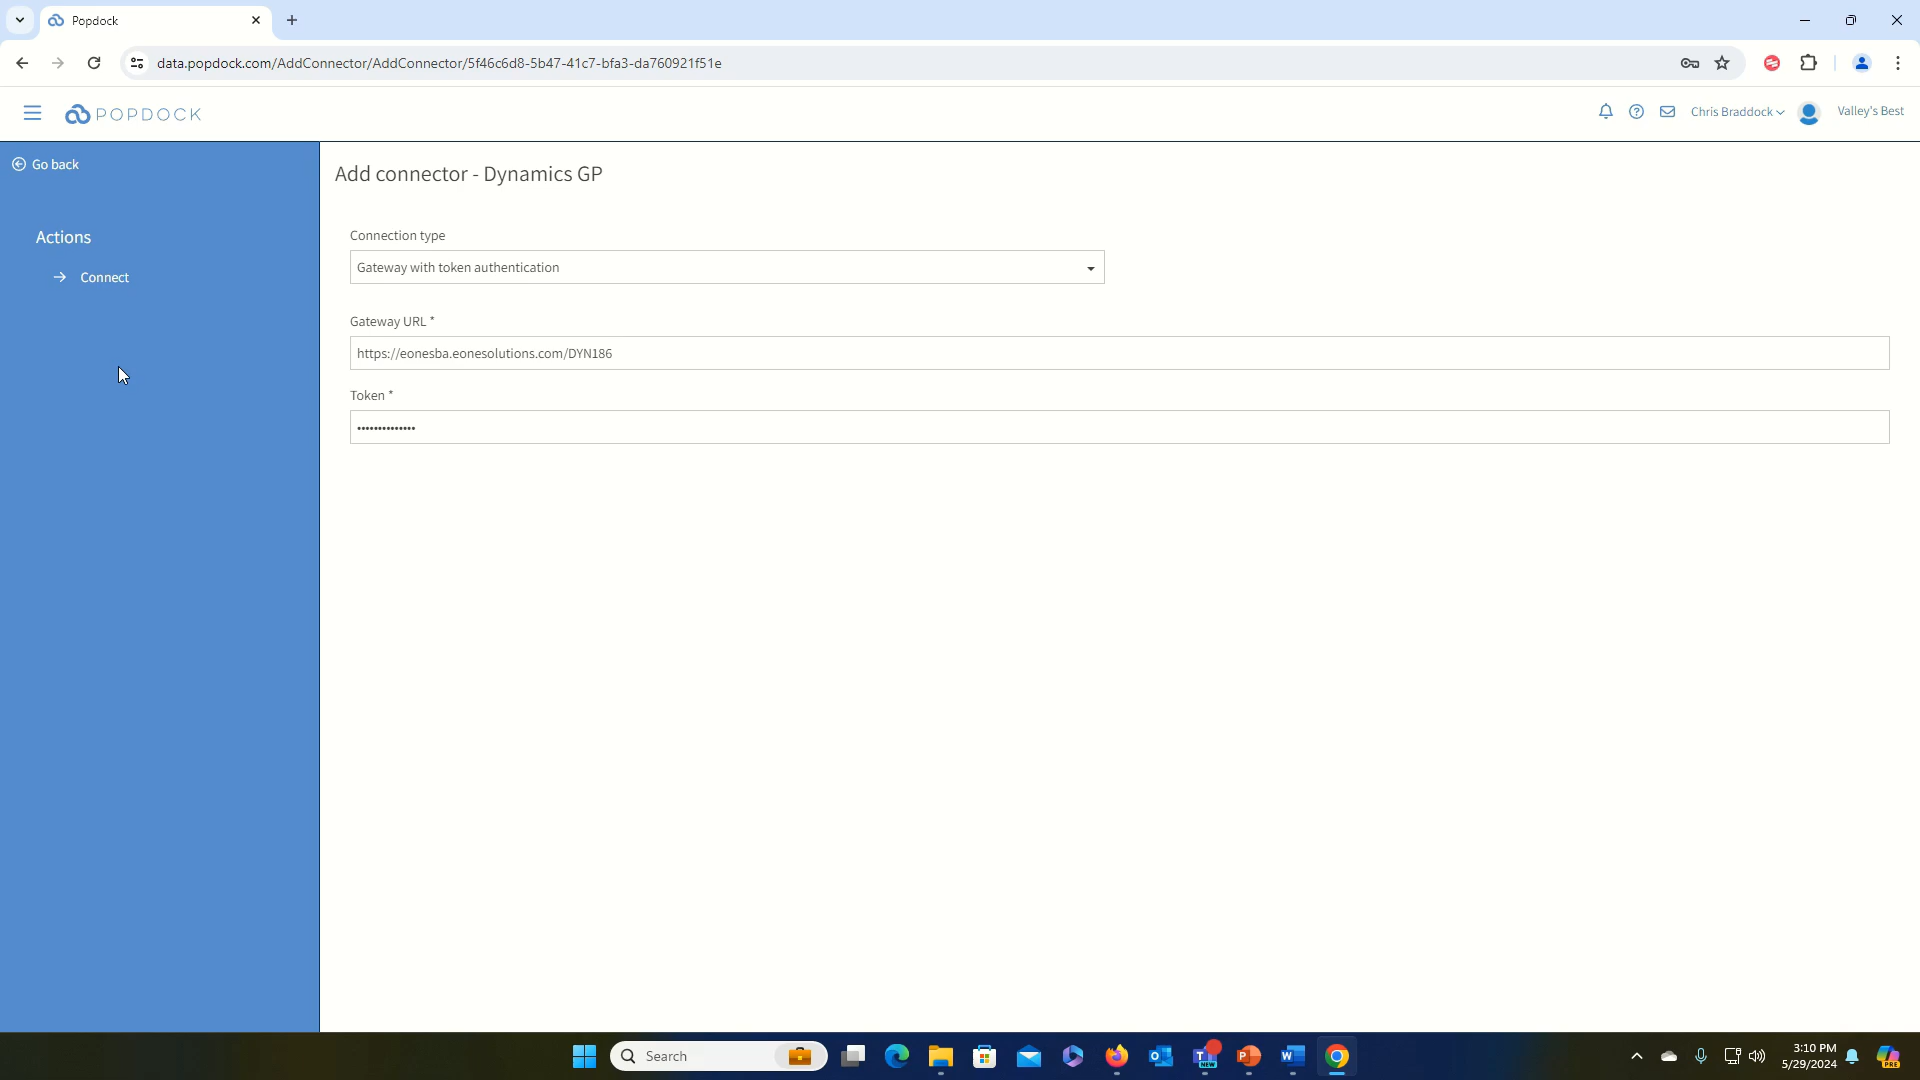 Popdock
data.popdock.com/AddConnector/AddConnector/5f46c6d8-5b47-41c7-bfa3-da760921f51e
POPDOCK
Chris Braddock
Valley's Best
Go back
Add connector - Dynamics GP
Actions
Connect
Connection type
Gateway with token authentication
Gateway URL *
https://eonesba.eonesolutions.com/DYN186
Token *
••••••••••••••
Search
3:10 PM
5/29/2024
T
NEW
P
W
PRE